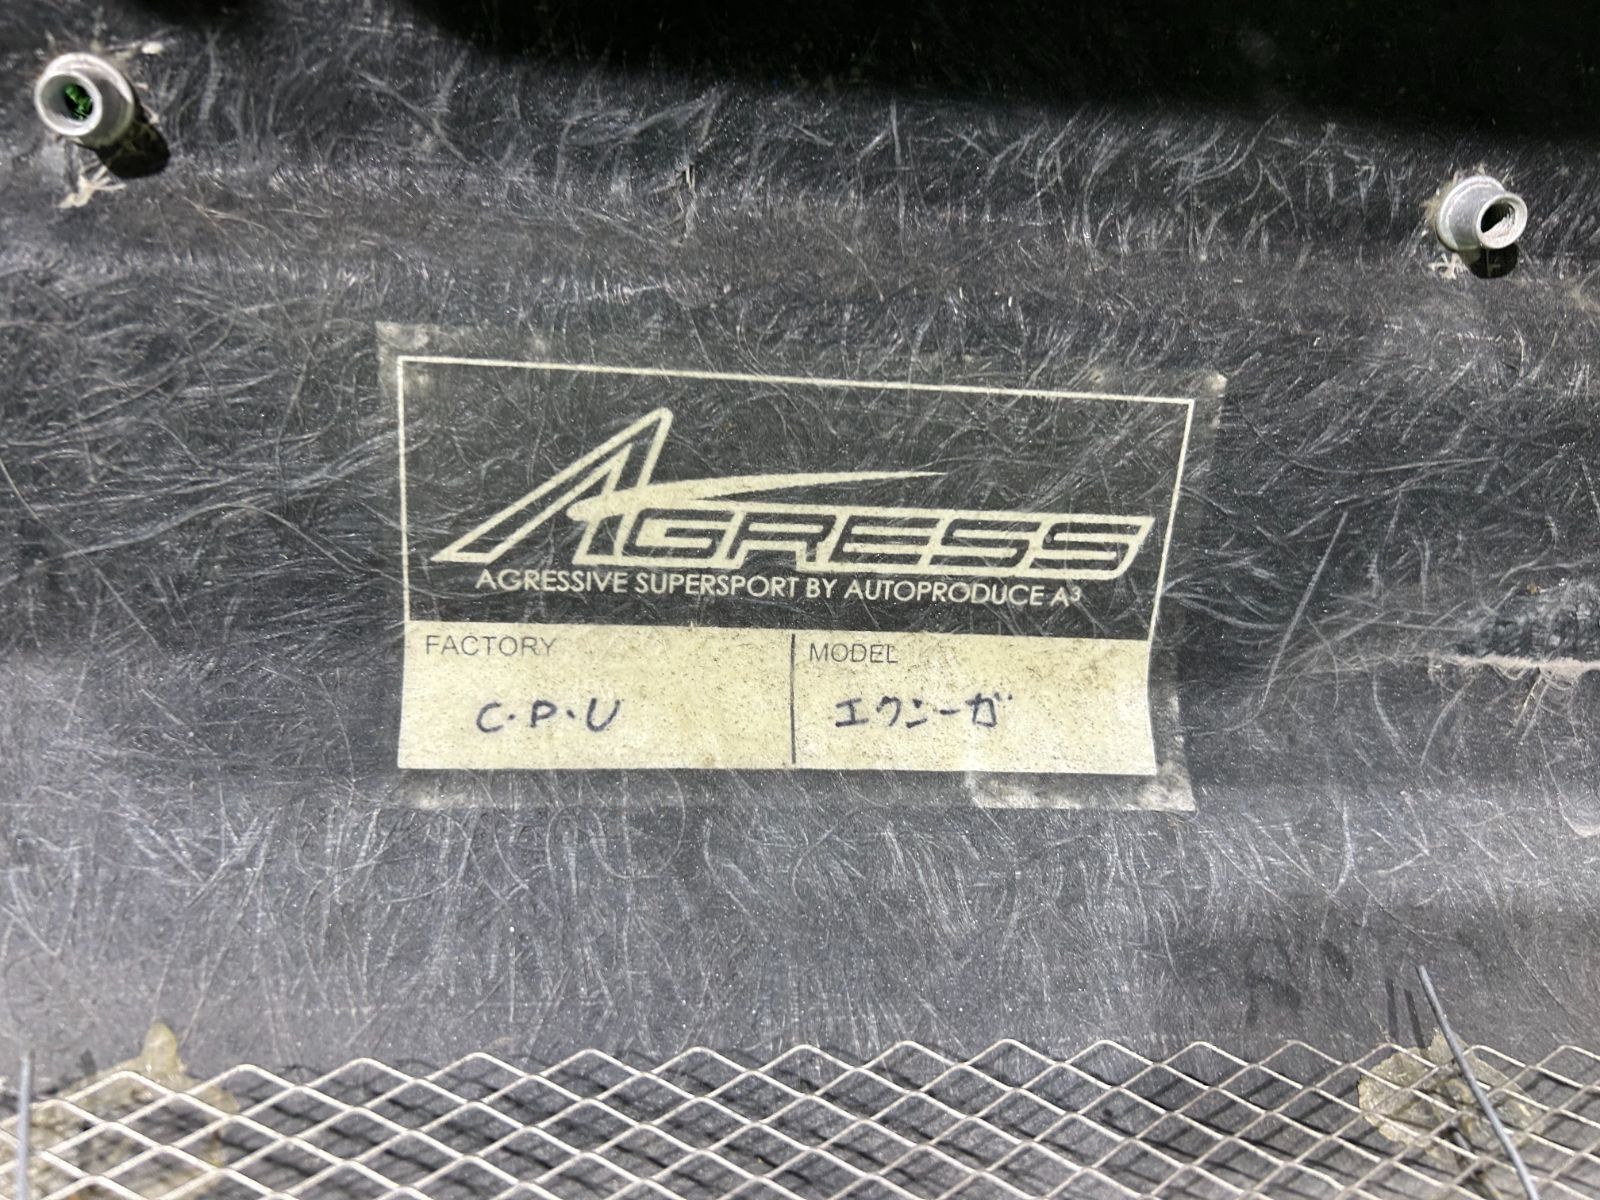 AGRESS
AGRESSIVE SUPERSPORT BY AUTOPRODUCE A³
FACTORY
C.P.U
MODEL
エクシーガ